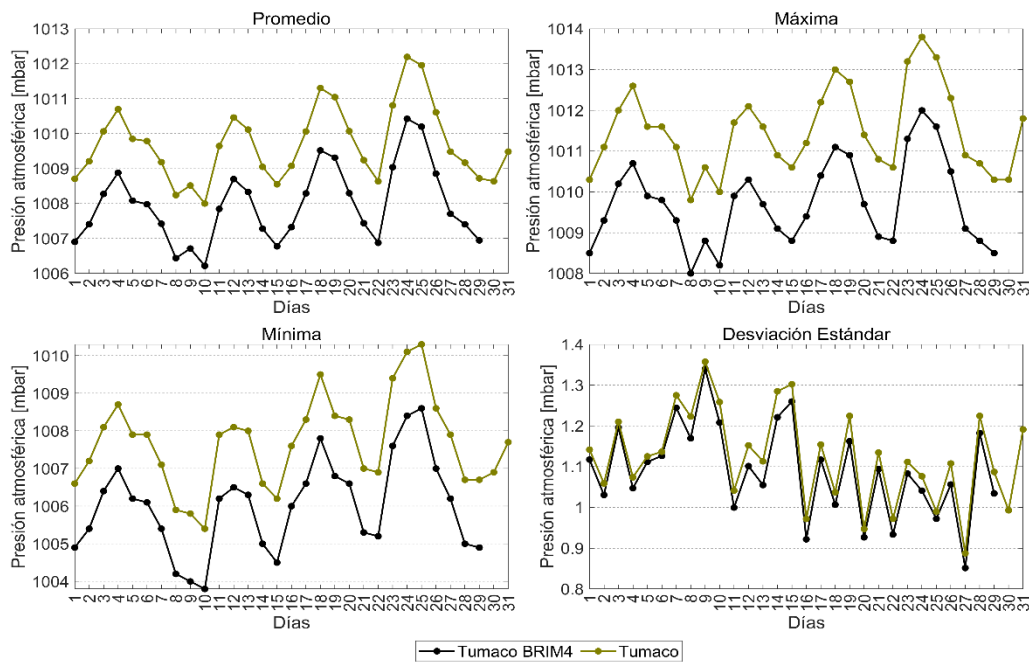 Promedio
Presión atmosférica [mbar]
1013
1012
1011
1010
1009
1008
1007
1006
1 2 3 4 5 6 7 8 9 10 11 12 13 14 15 16 17 18 19 20 21 22 23 24 25 26 27 28 29 30 31
Días
Máxima
Presión atmosférica [mbar]
1014
1013
1012
1011
1010
1009
1008
1 2 3 4 5 6 7 8 9 10 11 12 13 14 15 16 17 18 19 20 21 22 23 24 25 26 27 28 29 30 31
Días
Mínima
Presión atmosférica [mbar]
1010
1009
1008
1007
1006
1005
1004
1 2 3 4 5 6 7 8 9 10 11 12 13 14 15 16 17 18 19 20 21 22 23 24 25 26 27 28 29 30 31
Días
Desviación Estándar
Presión atmosférica [mbar]
1.4
1.3
1.2
1.1
1
0.9
0.8
1 2 3 4 5 6 7 8 9 10 11 12 13 14 15 16 17 18 19 20 21 22 23 24 25 26 27 28 29 30 31
Días
Tumaco BRIM4 Tumaco